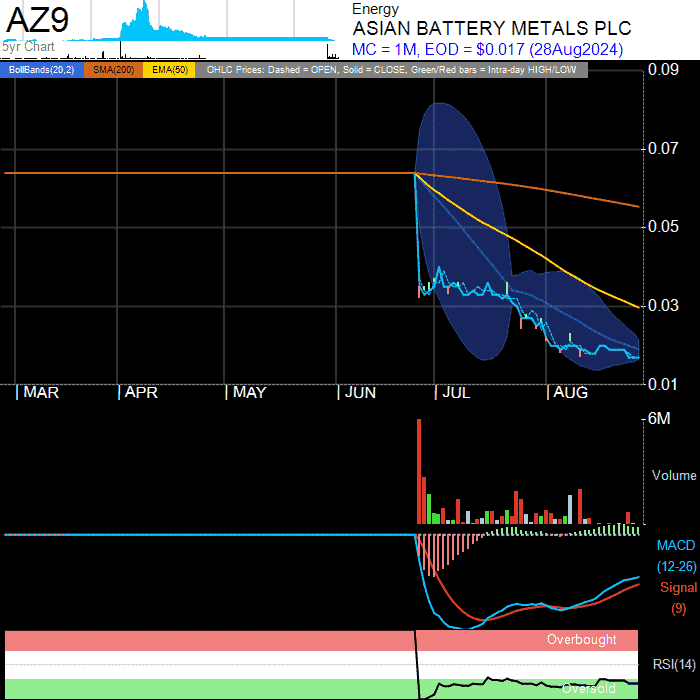 AZ9
5yr Chart
Energy
ASIAN BATTERY METALS PLC
MC = 1M, EOD = $0.017 (28Aug2024)
BollBands(20,2) SMA(200) EMA(50) OHLC Prices: Dashed = OPEN, Solid = CLOSE, Green/Red bars = Intra-day HIGH/LOW
0.09
0.07
0.05
0.03
0.01
| MAR | APR | MAY | JUN | JUL | AUG
6M
Volume
MACD
(12-26)
Signal
(9)
Overbought
RSI(14)
Oversold